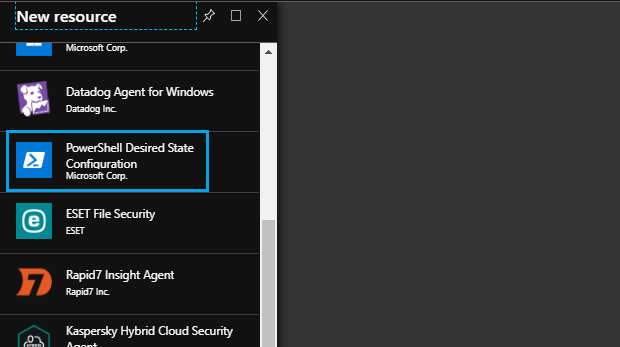 New resource
Microsoft Corp.
Datadog Agent for Windows
Datadog Inc.
PowerShell Desired State
Configuration
Microsoft Corp.
ESET File Security
ESET
Rapid7 Insight Agent
Rapid7 Inc.
Kaspersky Hybrid Cloud Security
Agent